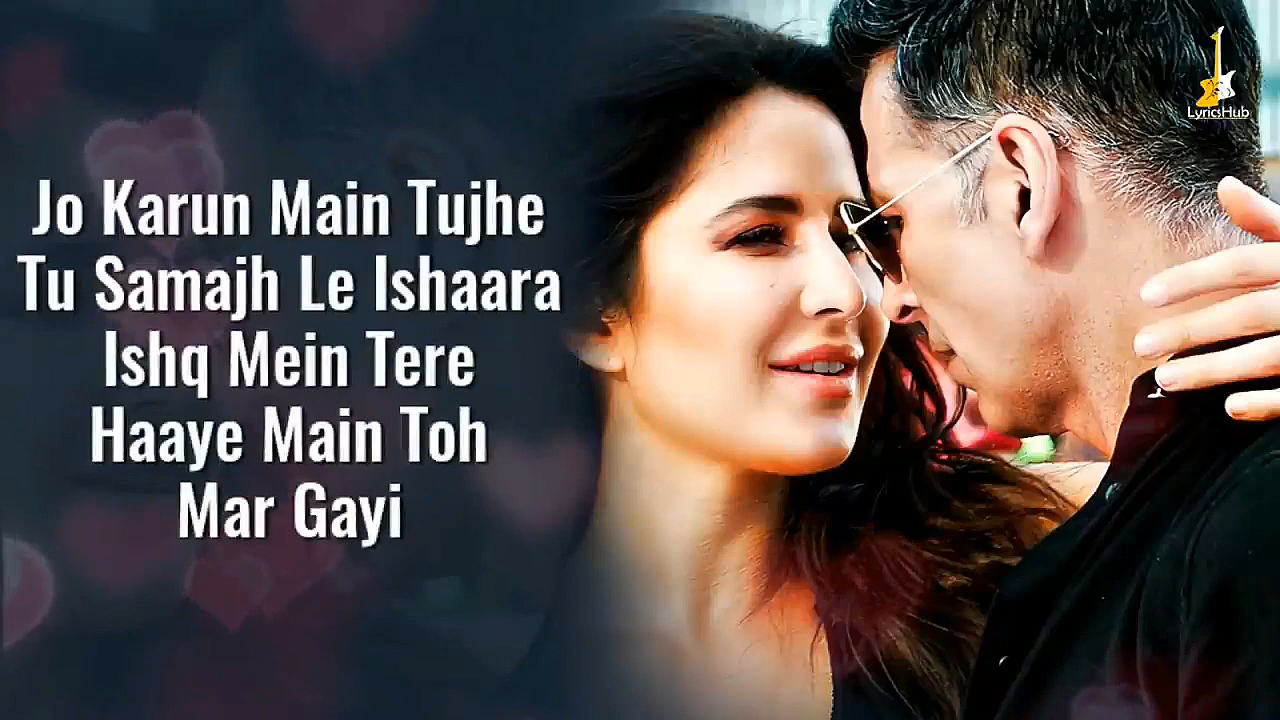 LyricsHub
Jo Karun Main Tujhe
Tu Samajh Le Ishaara
Ishq Mein Tere
Haaye Main Toh
Mar Gayi